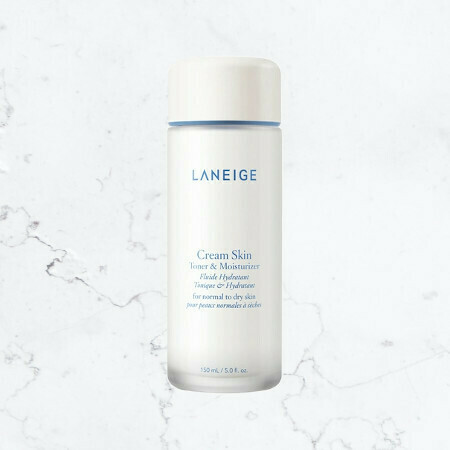 LANEIGE
Cream Skin
Toner & Moisturizer
Fluide Hydratant
Tonique & Hydratant
for normal to dry skin
pour peaux normales à sèches
150 mL / 5.0 fl. oz.